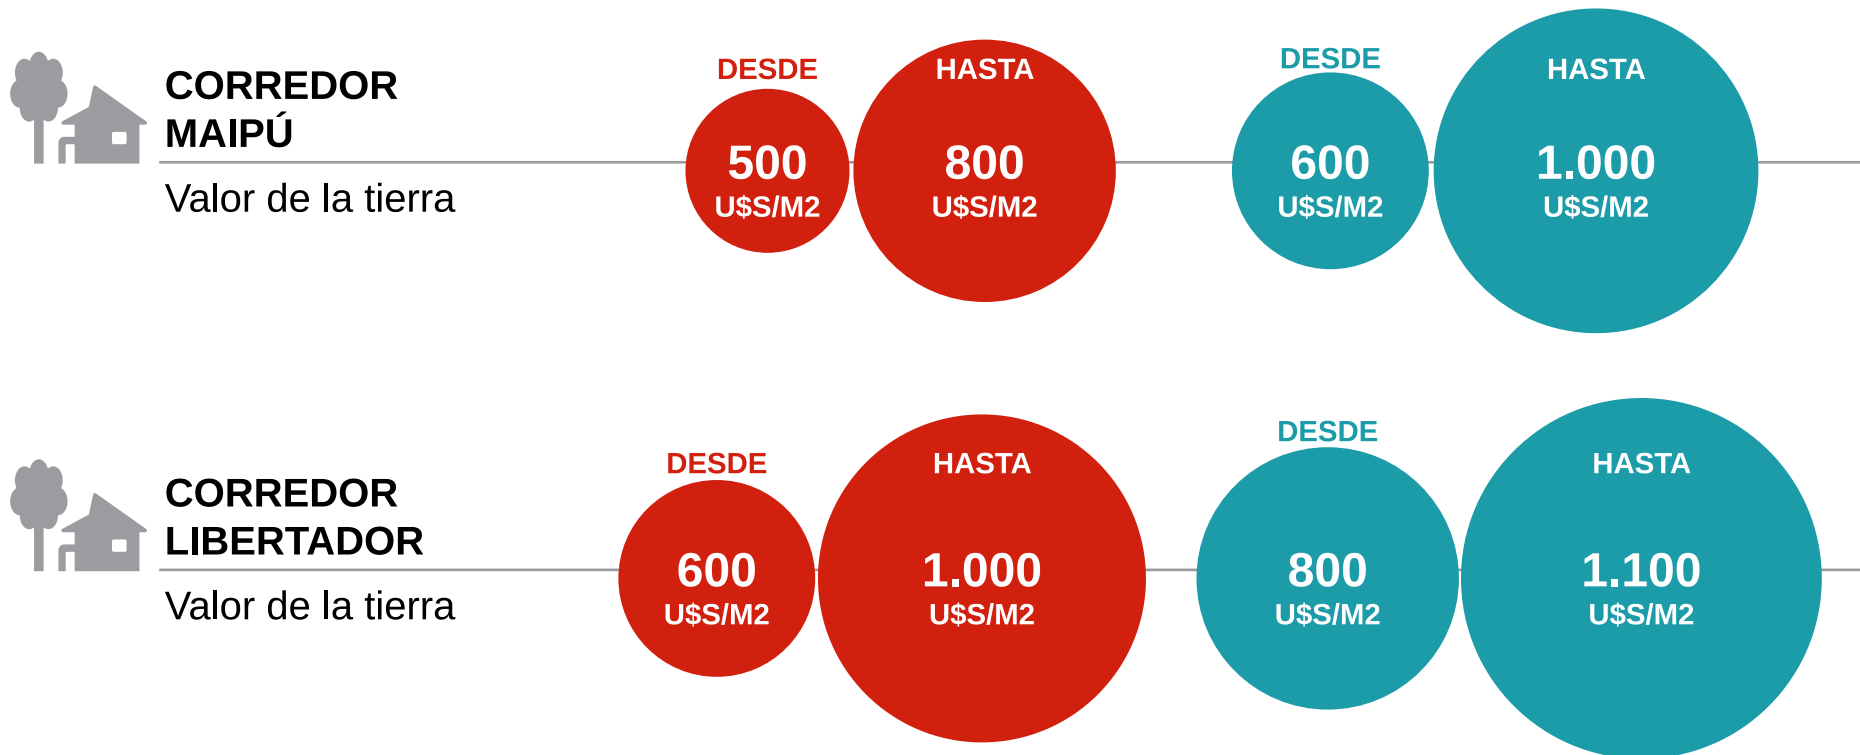 CORREDOR
MAIPÚ
Valor de la tierra
DESDE
500
U$S/M2
HASTA
800
U$S/M2
DESDE
600
U$S/M2
HASTA
1.000
U$S/M2
CORREDOR
LIBERTADOR
Valor de la tierra
DESDE
600
U$S/M2
HASTA
1.000
U$S/M2
DESDE
800
U$S/M2
HASTA
1.100
U$S/M2